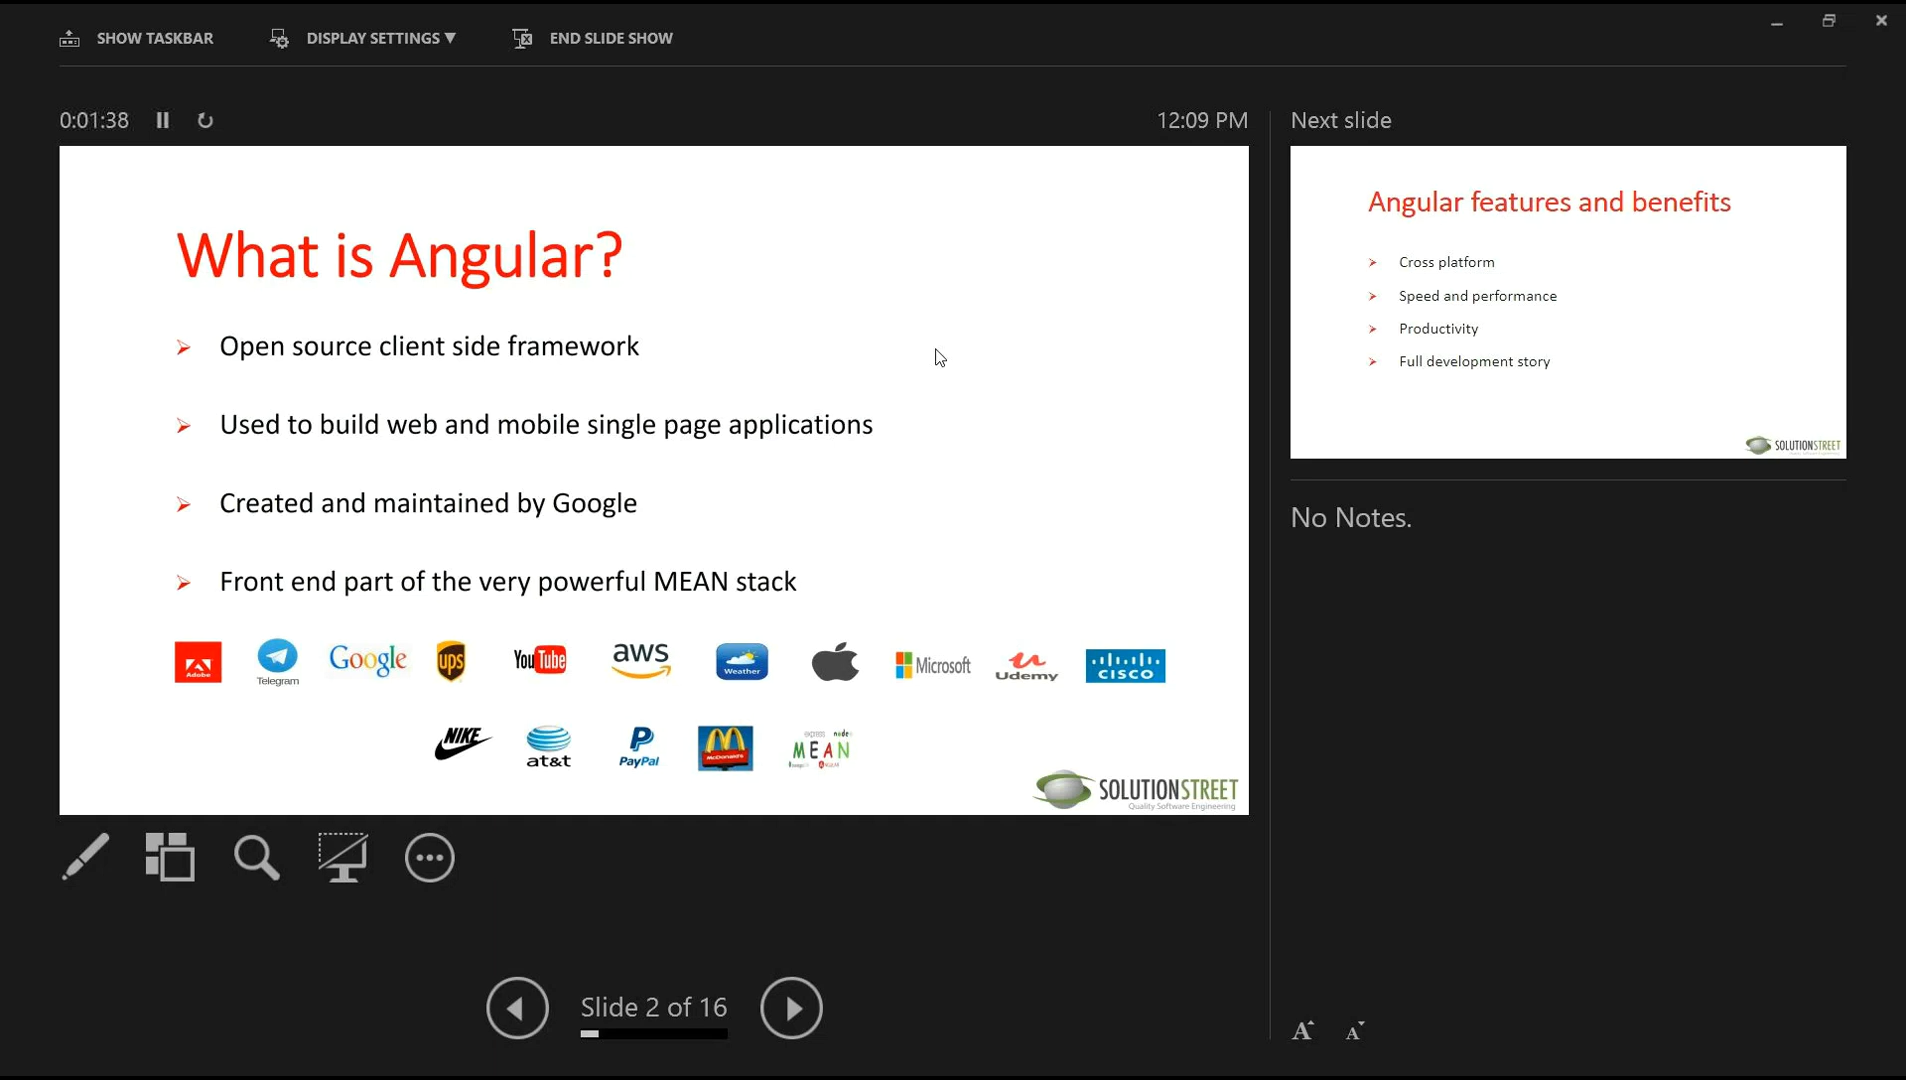 SHOW TASKBAR
DISPLAY SETTINGS ▼
END SLIDE SHOW
0:01:38
12:09 PM
What is Angular?
Open source client side framework
Used to build web and mobile single page applications
Created and maintained by Google
Front end part of the very powerful MEAN stack
Adobe
Telegram
Google
ups
YouTube
aws
Weather
Microsoft
Udemy
CISCO
NIKE
at&t
PayPal
McDonald's
express node
MEAN
SOLUTIONSTREET
Quality Software Engineering
Slide 2 of 16
Next slide
Angular features and benefits
Cross platform
Speed and performance
Productivity
Full development story
SOLUTIONSTREET
No Notes.
A A